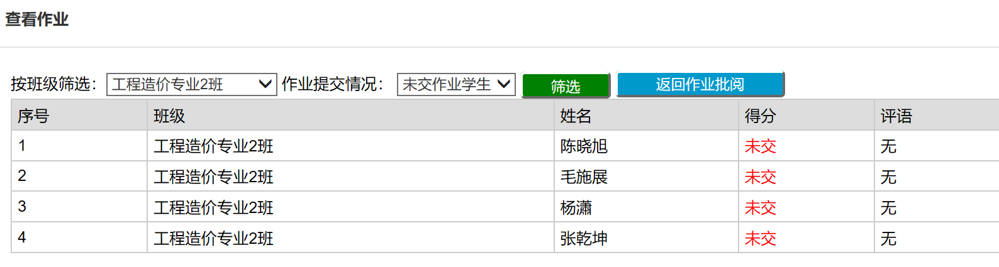 查看作业
按班级筛选： 工程造价专业2班 作业提交情况： 未交作业学生 筛选 返回作业批阅
序号 班级 姓名 得分 评语
1 工程造价专业2班 陈晓旭 未交 无
2 工程造价专业2班 毛施展 未交 无
3 工程造价专业2班 杨潇 未交 无
4 工程造价专业2班 张乾坤 未交 无